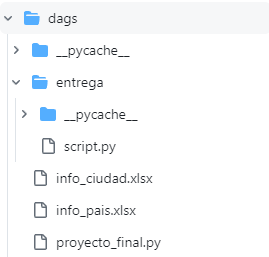 dags
__pycache__
entrega
__pycache__
script.py
info_ciudad.xlsx
info_pais.xlsx
proyecto_final.py